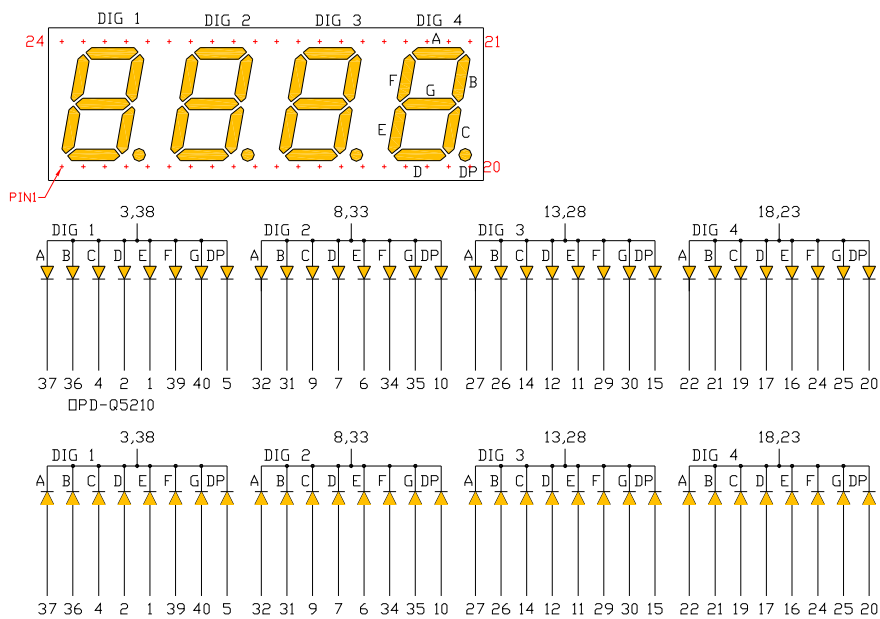 DIG 1 DIG 2 DIG 3 DIG 4
24 A 21
F G B
E C
D DP 20
PIN1
3,38 8,33 13,28 18,23
DIG 1 DIG 2 DIG 3 DIG 4
A B C D E F G DP A B C D E F G DP A B C D E F G DP A B C D E F G DP
37 36 4 2 1 39 40 5 32 31 9 7 6 34 35 10 27 26 14 12 11 29 30 15 22 21 19 17 16 24 25 20
□PD-Q5210
3,38 8,33 13,28 18,23
DIG 1 DIG 2 DIG 3 DIG 4
A B C D E F G DP A B C D E F G DP A B C D E F G DP A B C D E F G DP
37 36 4 2 1 39 40 5 32 31 9 7 6 34 35 10 27 26 14 12 11 29 30 15 22 21 19 17 16 24 25 20